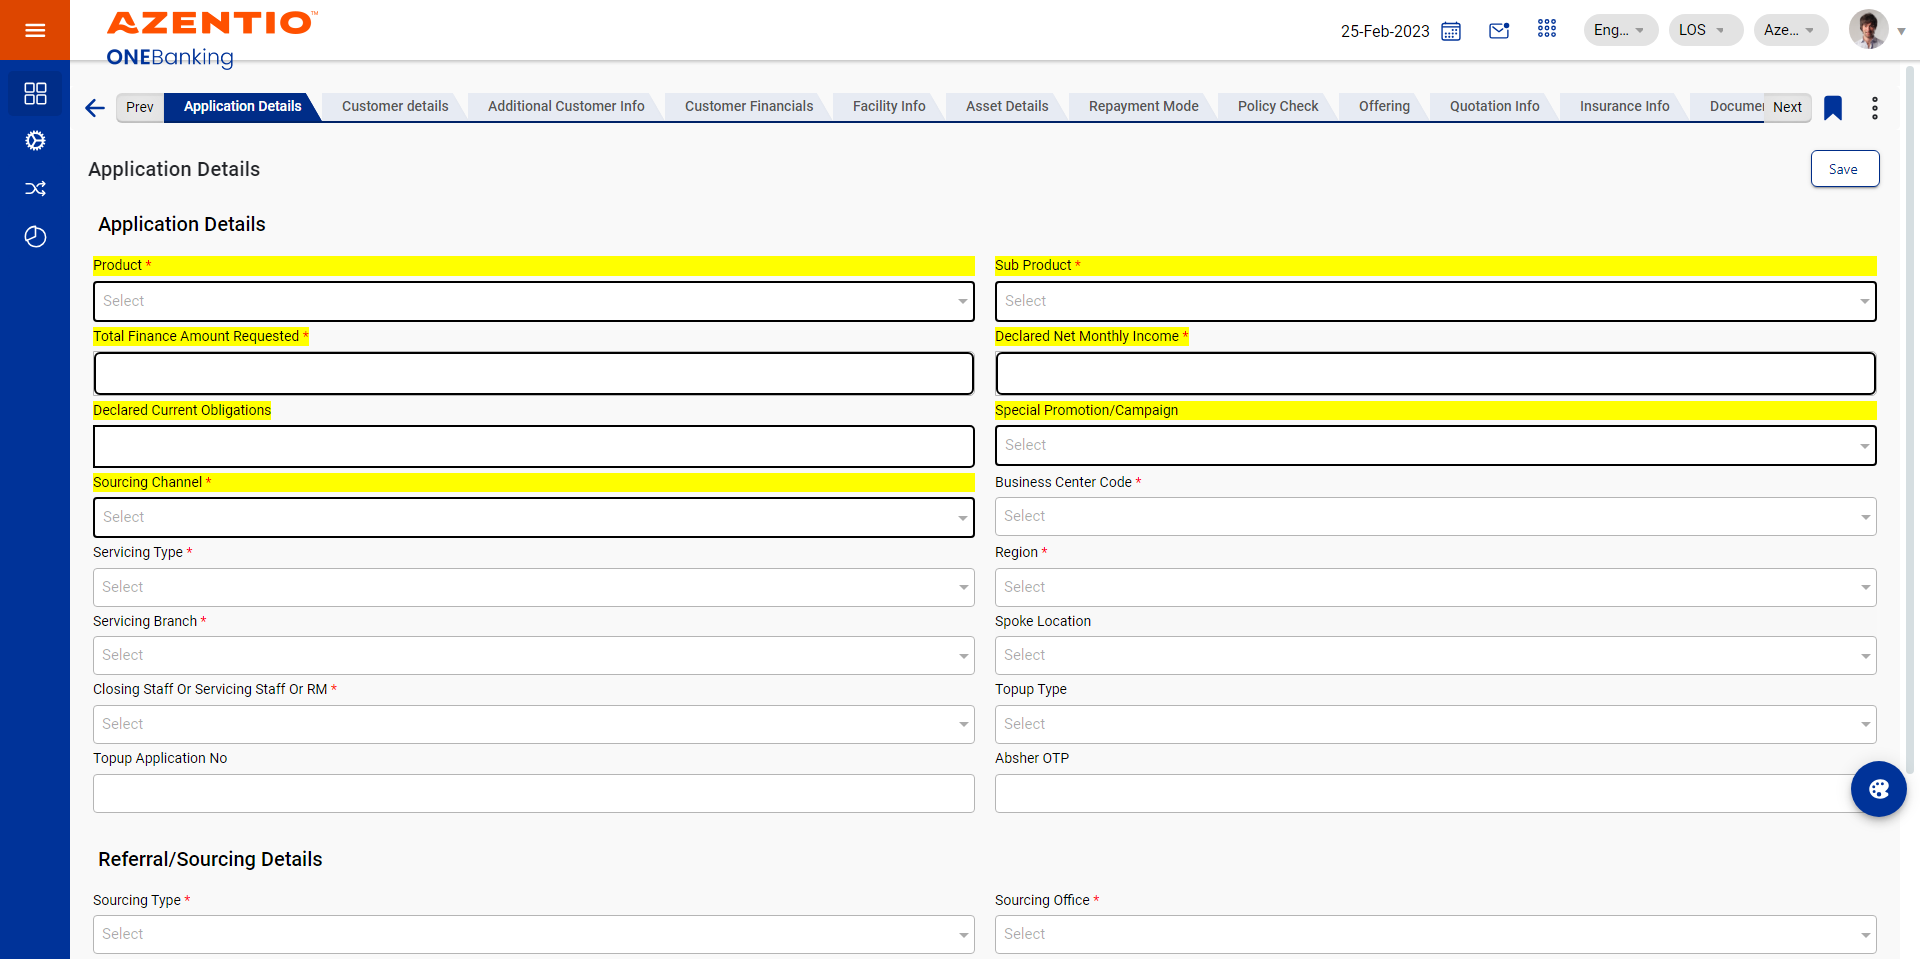 AZENTIO™
ONEBanking
25-Feb-2023
Eng...
LOS
Aze...
Prev
Application Details
Customer details
Additional Customer Info
Customer Financials
Facility Info
Asset Details
Repayment Mode
Policy Check
Offering
Quotation Info
Insurance Info
Documen
Next
Application Details
Save
Application Details
Product *
Sub Product *
Select
Select
Total Finance Amount Requested *
Declared Net Monthly Income *
Declared Current Obligations
Special Promotion/Campaign
Select
Sourcing Channel *
Business Center Code *
Select
Select
Servicing Type *
Region *
Select
Select
Servicing Branch *
Spoke Location
Select
Select
Closing Staff Or Servicing Staff Or RM *
Topup Type
Select
Select
Topup Application No
Absher OTP
Referral/Sourcing Details
Sourcing Type *
Sourcing Office *
Select
Select